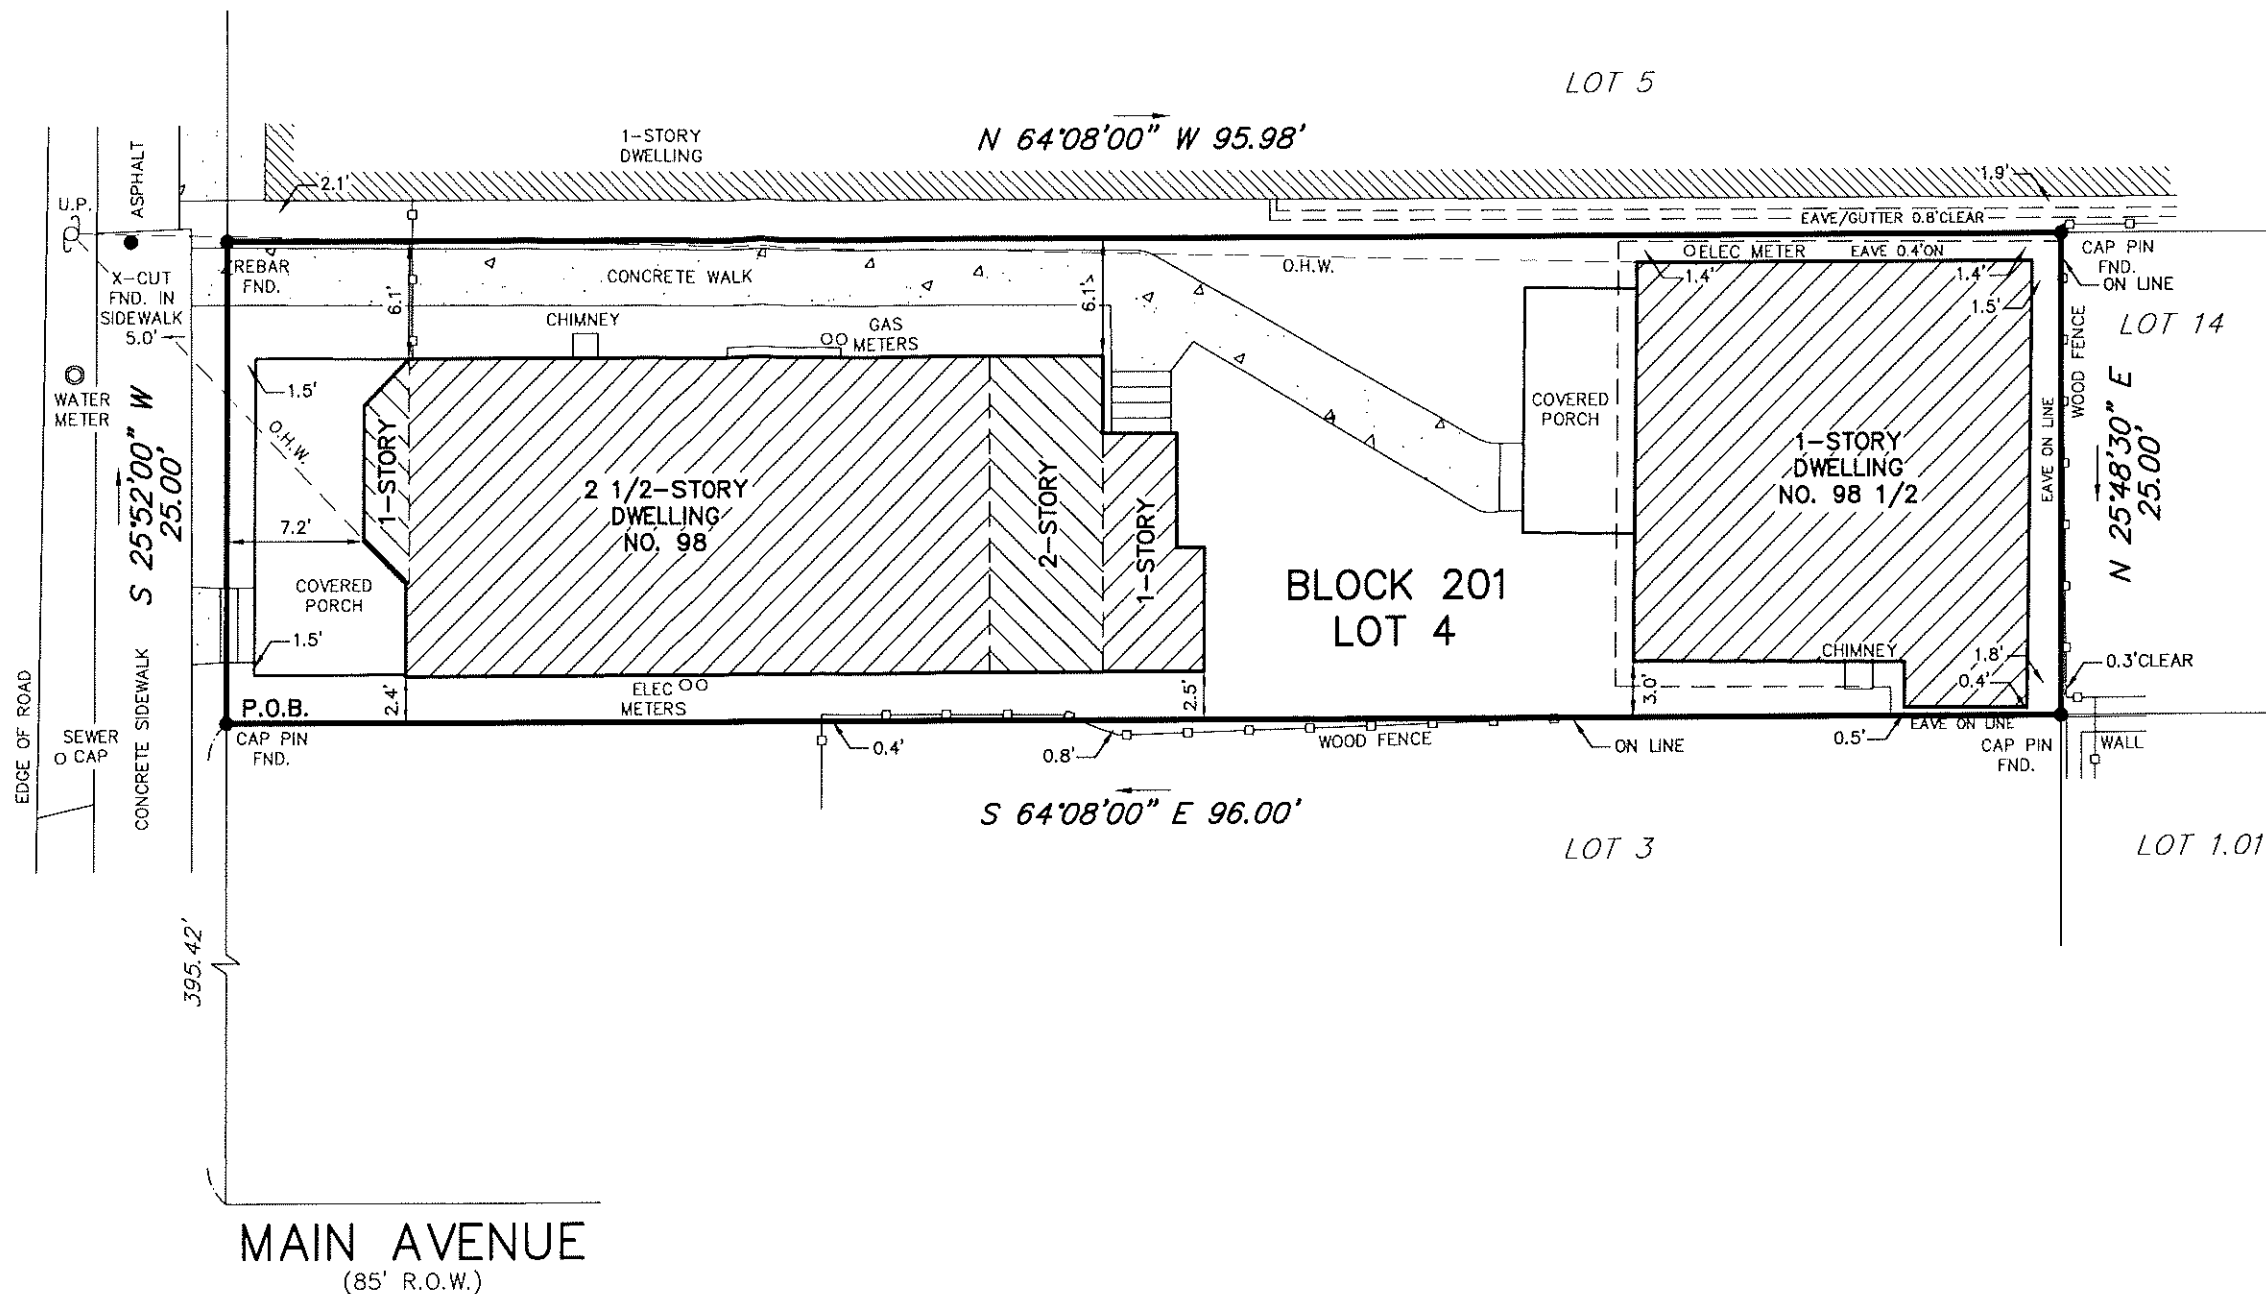 LOT 5
1-STORY
DWELLING
N 64°08'00" W 95.98'
ASPHALT
2.1'
1.9'
U.P.
EAVE/GUTTER 0.8'CLEAR
REBAR
FND.
X-CUT
FND. IN
SIDEWALK
5.0'
CONCRETE WALK
O.H.W.
ELEC METER
EAVE 0.4'ON
1.4'
1.4'
1.5'
CAP PIN
FND.
ON LINE
6.1'
6.1'
CHIMNEY
GAS
METERS
LOT 14
WOOD FENCE
WATER
METER
1.5'
S 25°52'00" W
25.00'
O.H.W.
1-STORY
2 1/2-STORY
DWELLING
NO. 98
2-STORY
1-STORY
COVERED
PORCH
1-STORY
DWELLING
NO. 98 1/2
EAVE ON LINE
N 25°48'30" E
25.00'
7.2'
COVERED
PORCH
1.5'
BLOCK 201
LOT 4
CHIMNEY
1.8'
0.4'
0.3'CLEAR
P.O.B.
2.4'
ELEC
METERS
2.5'
3.0'
CAP PIN
FND.
0.4'
0.8'
WOOD FENCE
ON LINE
0.5'
EAVE ON LINE
CAP PIN
FND.
WALL
EDGE OF ROAD
SEWER
CAP
CONCRETE SIDEWALK
S 64°08'00" E 96.00'
LOT 3
LOT 1.01
395.42'
MAIN AVENUE
(85' R.O.W.)